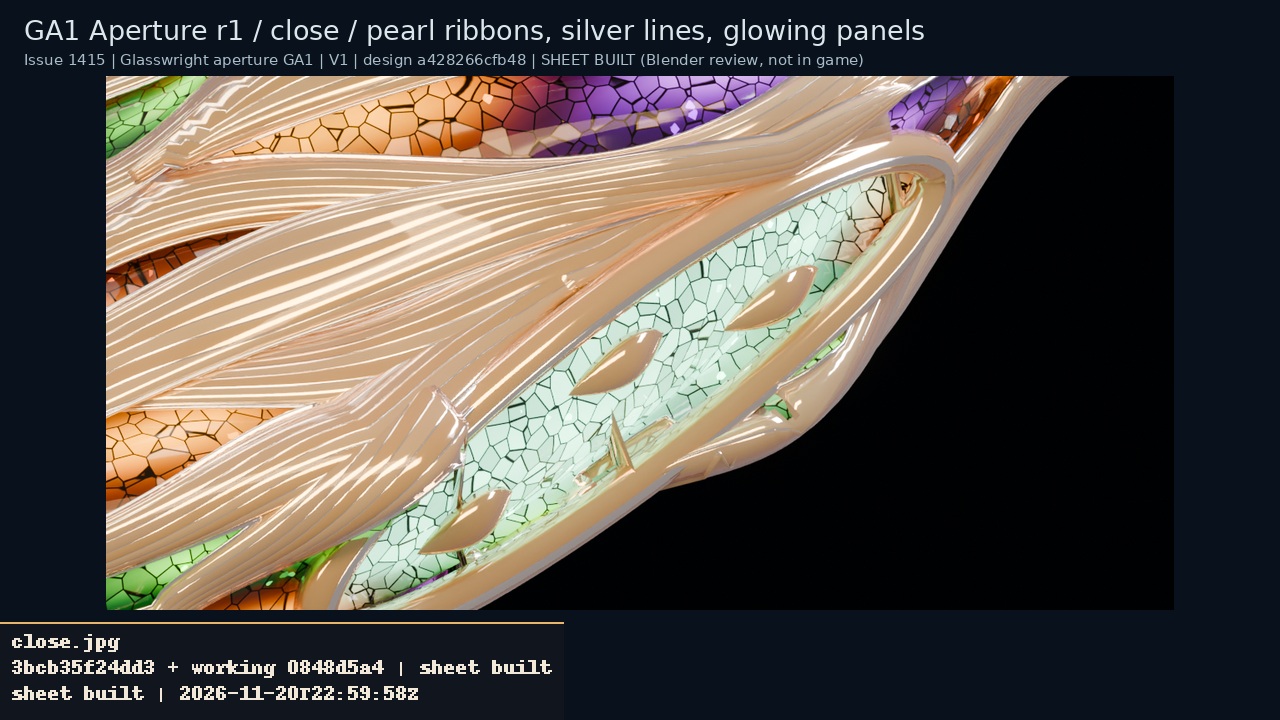 GA1 Aperture r1 / close / pearl ribbons, silver lines, glowing panels
Issue 1415 | Glasswright aperture GA1 | V1 | design a428266cfb48 | SHEET BUILT (Blender review, not in game)
close.jpg
3bcb35f24dd3 + working 0848d5a4 | sheet built
sheet built | 2026-11-20T22:59:58Z